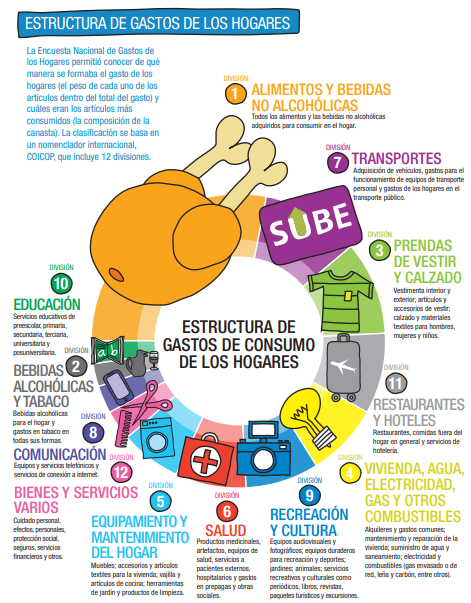 ESTRUCTURA DE GASTOS DE LOS HOGARES
La Encuesta Nacional de Gastos de
los Hogares permitió conocer de qué
manera se formaba el gasto de los
hogares (el peso de cada uno de los
artículos dentro del total del gasto) y
cuáles eran los artículos más
consumidos (la composición de la
canasta). La clasificación se basa en
un nomenclador internacional,
COICOP, que incluye 12 divisiones.
DIVISIÓN
1
ALIMENTOS Y BEBIDAS
NO ALCOHÓLICAS
Todos los alimentos y las bebidas no alcohólicas
adquiridos para consumir en el hogar.
DIVISIÓN
7
TRANSPORTES
Adquisición de vehículos, gastos para el
funcionamiento de equipos de transporte
personal y gastos de los hogares en el
transporte público.
SUBE
DIVISIÓN
3
PRENDAS
DE VESTIR
Y CALZADO
Vestimenta interior y
exterior; artículos y
accesorios de vestir;
calzado y materiales
textiles para hombres,
mujeres y niños.
DIVISIÓN
11
RESTAURANTES
Y HOTELES
Restaurantes, comidas fuera del
hogar en general y servicios de
hotelería.
DIVISIÓN
4
VIVIENDA, AGUA,
ELECTRICIDAD,
GAS Y OTROS
COMBUSTIBLES
Alquileres y gastos comunes;
mantenimiento y reparación de la
vivienda; suministro de agua y
saneamiento; electricidad y
combustibles (gas envasado o de
red, leña y carbón, entre otros).
DIVISIÓN
9
RECREACIÓN
Y CULTURA
Equipos audiovisuales y
fotográficos; equipos duraderos
para recreación y deportes;
jardines; animales; servicios
recreativos y culturales como
periódicos, libros, revistas,
paquetes turísticos y excursiones.
DIVISIÓN
6
SALUD
Productos medicinales,
artefactos, equipos de
salud, servicios a
pacientes externos,
hospitalarios y gastos
en prepagas y obras
sociales.
DIVISIÓN
5
EQUIPAMIENTO Y
MANTENIMIENTO
DEL HOGAR
Muebles; accesorios y artículos
textiles para la vivienda; vajilla y
artículos de cocina; herramientas
de jardín y productos de limpieza.
DIVISIÓN
12
BIENES Y SERVICIOS
VARIOS
Cuidado personal,
efectos, personales,
protección social,
seguros, servicios
financieros y otros.
DIVISIÓN
8
COMUNICACIÓN
Equipos y servicios telefónicos y
servicios de conexión a internet.
DIVISIÓN
2
BEBIDAS
ALCOHÓLICAS
Y TABACO
Bebidas alcohólicas
para el hogar y
gastos en tabaco en
todas sus formas.
DIVISIÓN
10
EDUCACIÓN
Servicios educativos de
preescolar, primaria,
secundaria, terciaria,
universitaria y
posuniversitaria.
a b
ESTRUCTURA DE
GASTOS DE CONSUMO
DE LOS HOGARES